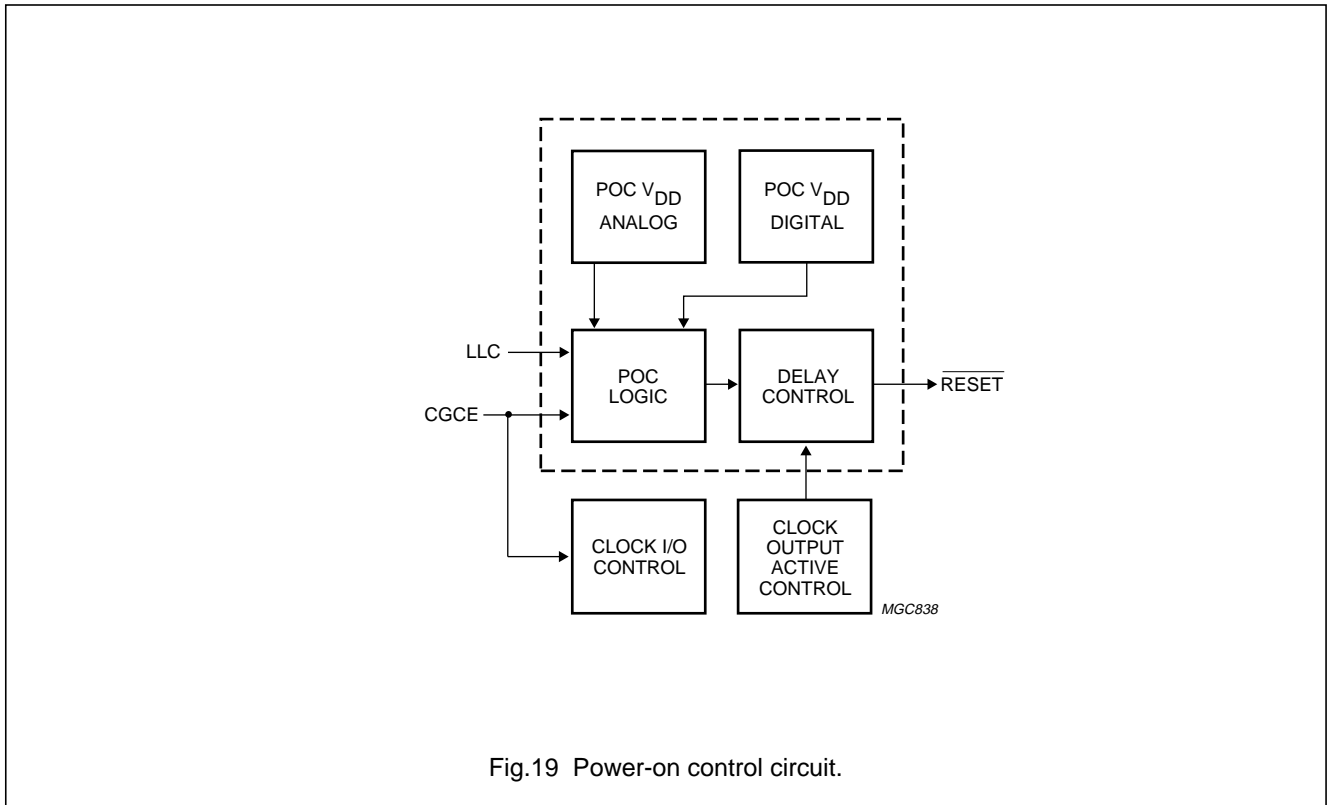 POC VDD
ANALOG
POC VDD
DIGITAL
LLC
POC
LOGIC
DELAY
CONTROL
RESET
CGCE
CLOCK I/O
CONTROL
CLOCK
OUTPUT
ACTIVE
CONTROL
MGC838
Fig.19 Power-on control circuit.